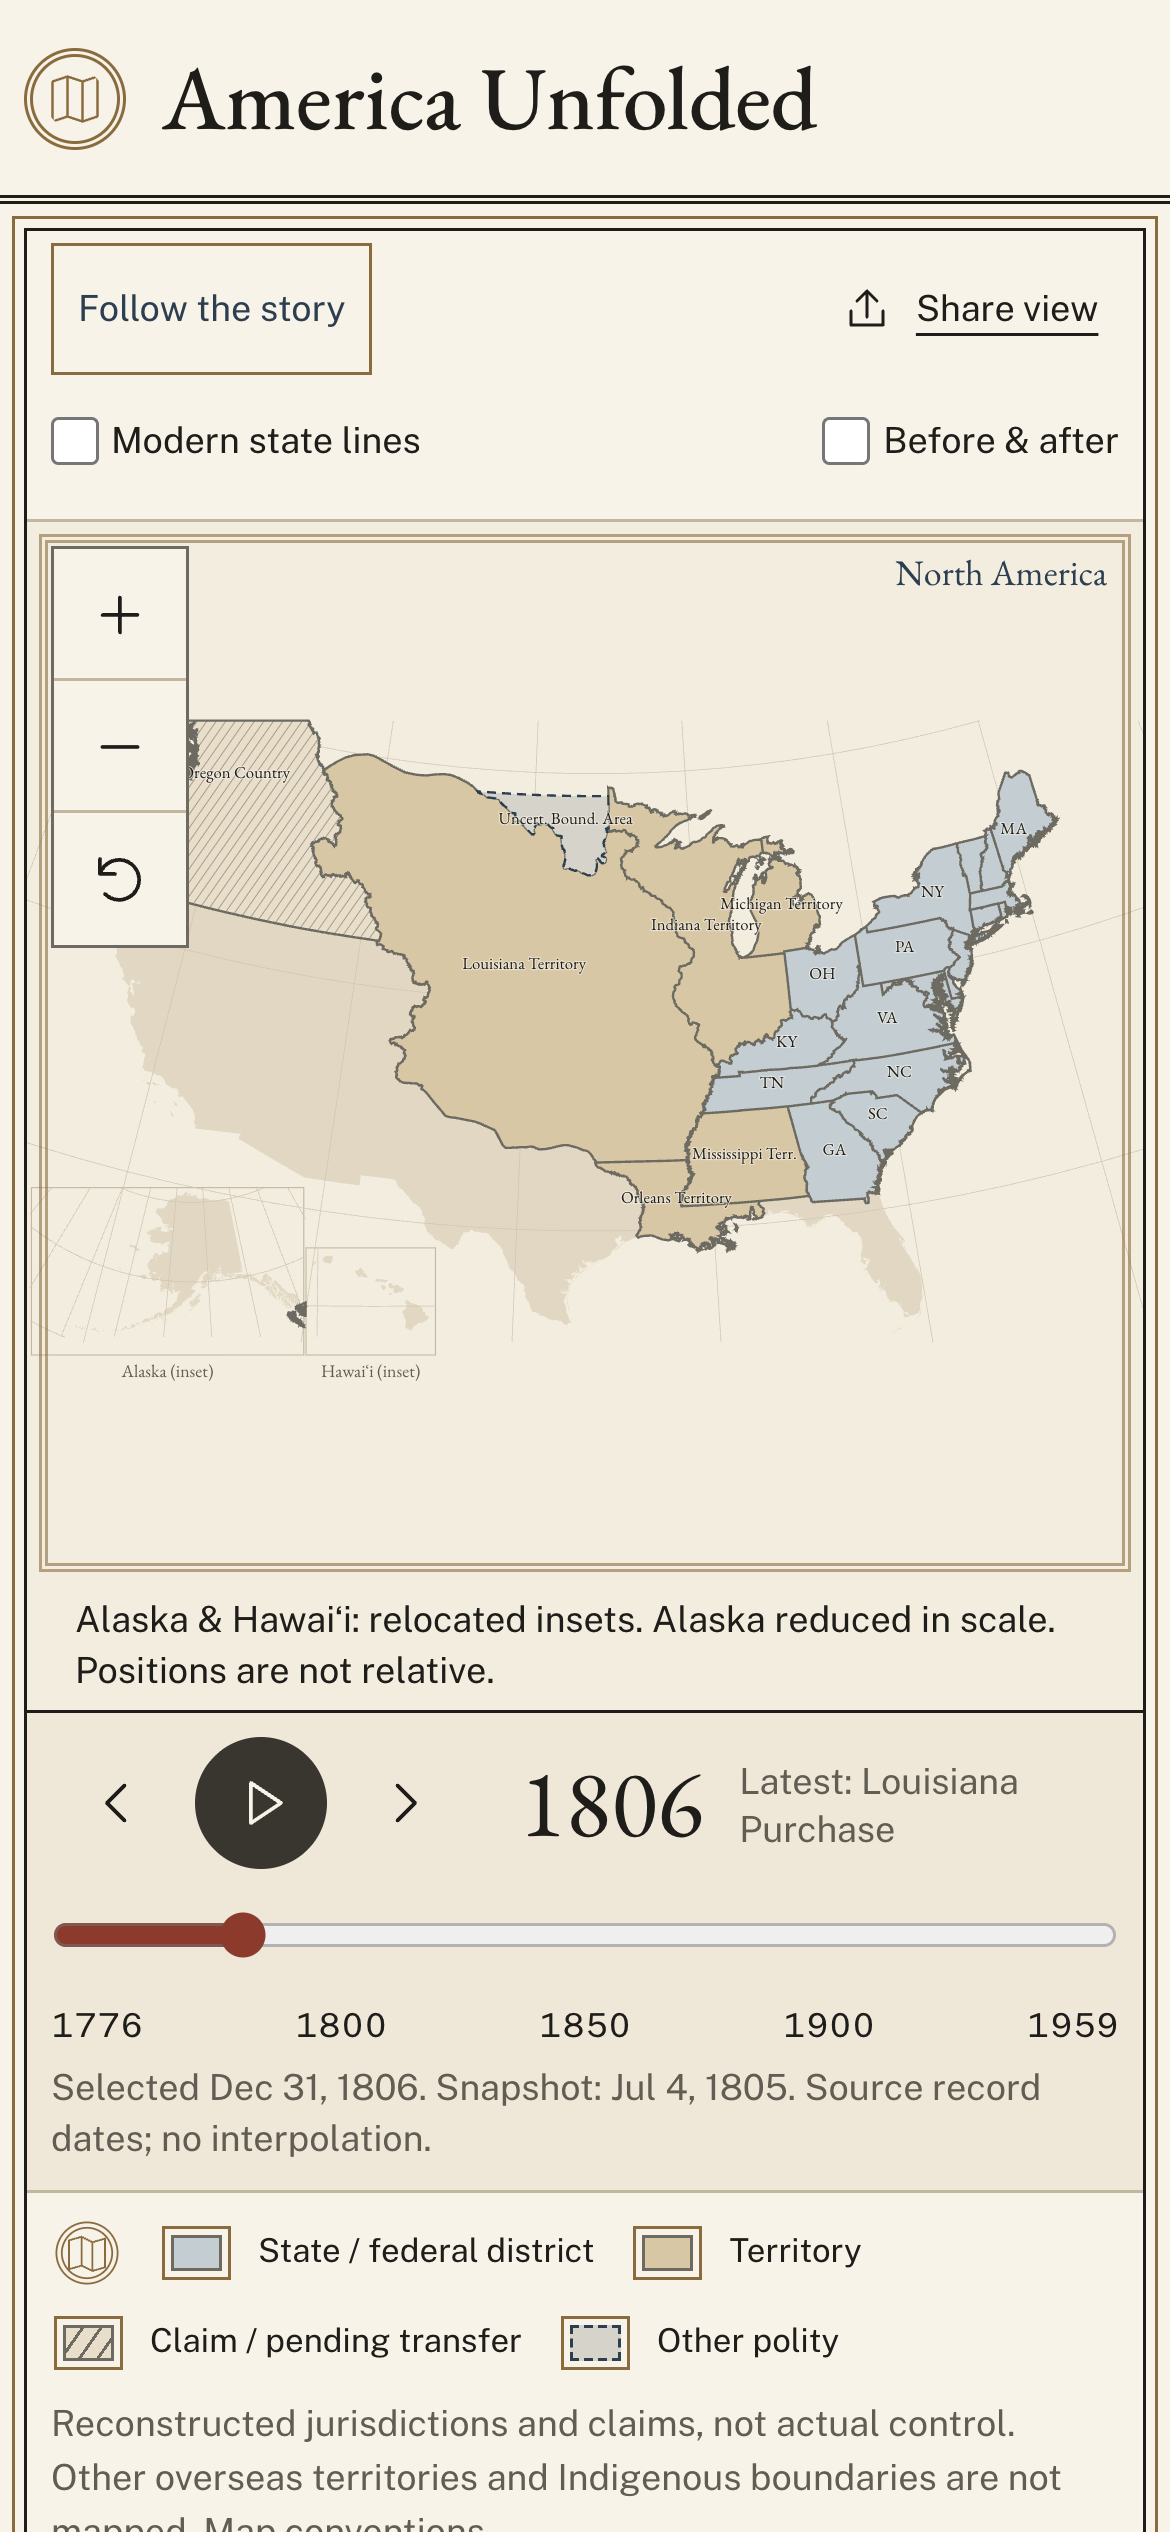 America Unfolded
Follow the story
Share view
Modern state lines
Before & after
North America
Oregon Country
Uncert. Bound. Area
MA
NY
Michigan Territory
Indiana Territory
PA
Louisiana Territory
OH
VA
KY
NC
TN
SC
Mississippi Terr.
GA
Orleans Territory
Alaska (inset)
Hawaiʻi (inset)
Alaska & Hawaiʻi: relocated insets. Alaska reduced in scale.
Positions are not relative.
1806
Latest: Louisiana
Purchase
1776 1800 1850 1900 1959
Selected Dec 31, 1806. Snapshot: Jul 4, 1805. Source record
dates; no interpolation.
State / federal district
Territory
Claim / pending transfer
Other polity
Reconstructed jurisdictions and claims, not actual control.
Other overseas territories and Indigenous boundaries are not
mapped. Map conventions